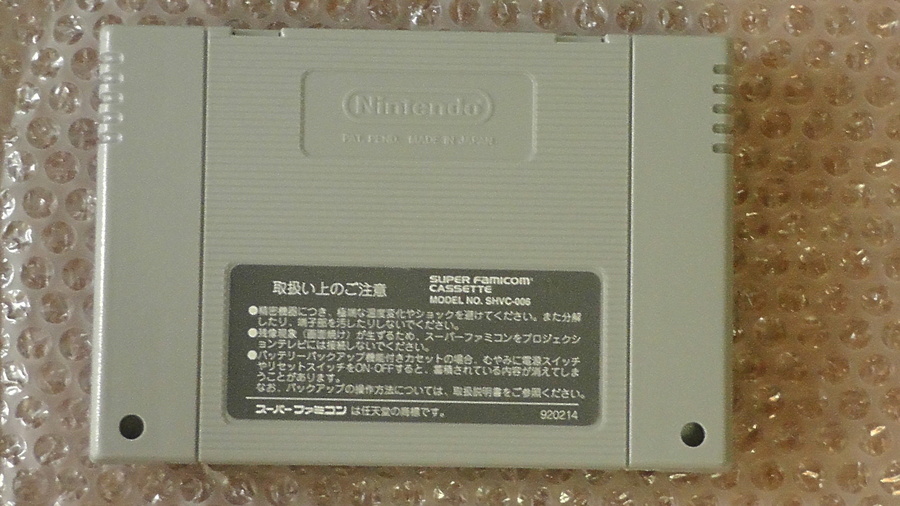 Nintendo
PAT. PEND. MADE IN JAPAN
取扱い上のご注意
SUPER FAMICOM
CASSETTE
MODEL NO. SHVC-006
●精密機器につき、極端な温度変化やショックを避けてください。また分解
したり、端子部を汚したりしないでください。
●残像現象（画面焼け）が生ずるため、スーパーファミコンをプロジェクシ
ョンテレビには接続しないでください。
●バッテリーバックアップ機能付きカセットの場合、むやみに電源スイッチ
やリセットスイッチをON・OFFすると、蓄積されている内容が消えてしま
うことがあります。
なお、バックアップの操作方法については、取扱説明書をご参照ください。
スーパーファミコン は任天堂の商標です。
920214